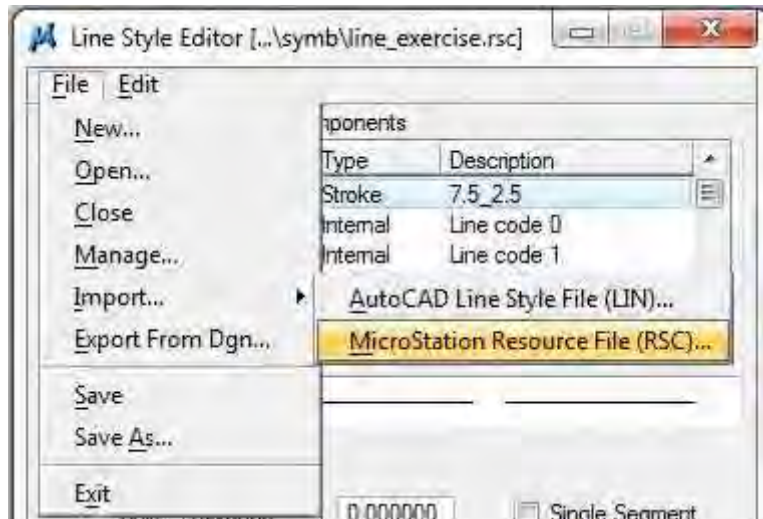 Line Style Editor [...\symb\line_exercise.rsc]
File Edit
New...
Open...
Close
Manage...
Import...
Export From Dgn...
Save
Save As...
Exit
Type Description
Stroke 7.5_2.5
Internal Line code 0
Internal Line code 1
AutoCAD Line Style File (LIN)...
MicroStation Resource File (RSC)...
0.000000 Single Segment